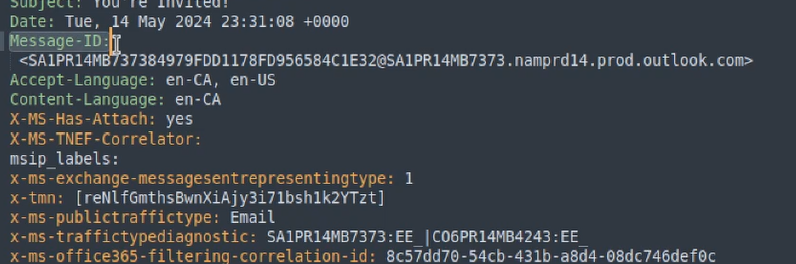 Subject: You're Invited!
Date: Tue, 14 May 2024 23:31:08 +0000
Message-ID:
<SA1PR14MB737384979FDD1178FD956584C1E32@SA1PR14MB7373.namprd14.prod.outlook.com>
Accept-Language: en-CA, en-US
Content-Language: en-CA
X-MS-Has-Attach: yes
X-MS-TNEF-Correlator:
msip_labels:
x-ms-exchange-messagesentrepresentingtype: 1
x-tmn: [reNlfGmthsBwnXiAjy3i71bsh1k2YTzt]
x-ms-publictraffictype: Email
x-ms-traffictypediagnostic: SA1PR14MB7373:EE_|CO6PR14MB4243:EE_
x-ms-office365-filtering-correlation-id: 8c57dd70-54cb-431b-a8d4-08dc746def0c